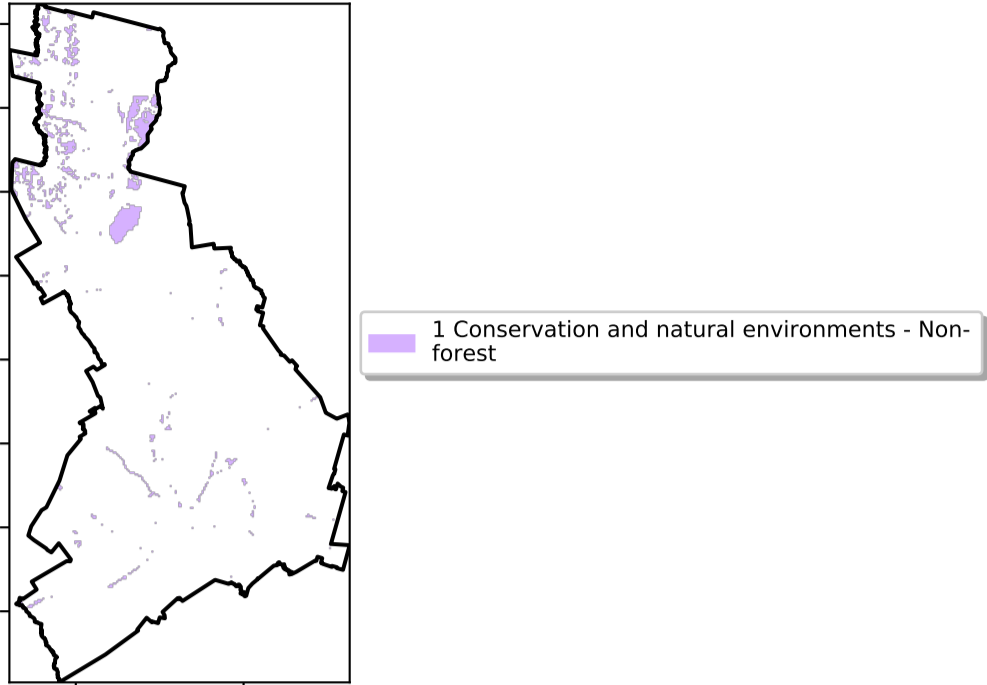 1 Conservation and natural environments - Non-
forest